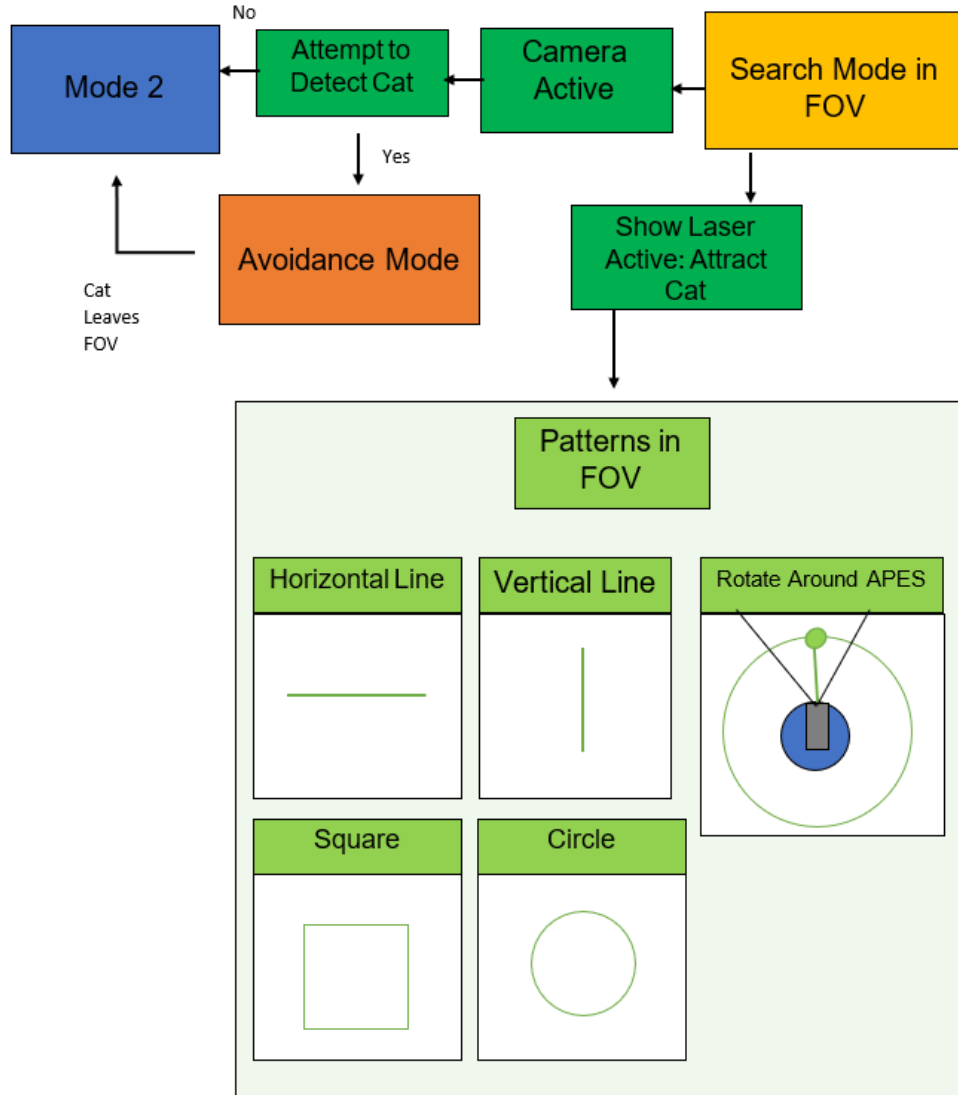 No
Mode 2
Attempt to
Detect Cat
Camera
Active
Search Mode in
FOV
Yes
Avoidance Mode
Show Laser
Active: Attract
Cat
Cat
Leaves
FOV
Patterns in
FOV
Horizontal Line
Vertical Line
Rotate Around APES
Square
Circle